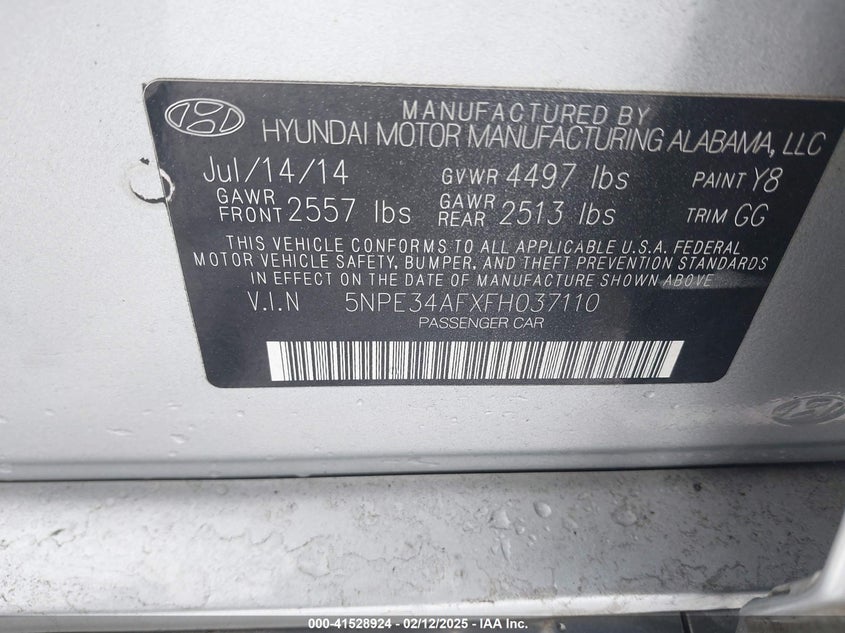 MANUFACTURED BY
HYUNDAI MOTOR MANUFACTURING ALABAMA, LLC
Jul/14/14 GVWR 4497 lbs PAINT Y8
GAWR FRONT 2557 lbs GAWR REAR 2513 lbs TRIM GG
THIS VEHICLE CONFORMS TO ALL APPLICABLE U.S.A. FEDERAL
MOTOR VEHICLE SAFETY, BUMPER, AND THEFT PREVENTION STANDARDS
IN EFFECT ON THE DATE OF MANUFACTURE SHOWN ABOVE
V.I.N 5NPE34AFXFH037110
PASSENGER CAR
000-41528924 - 02/12/2025 - IAA Inc.